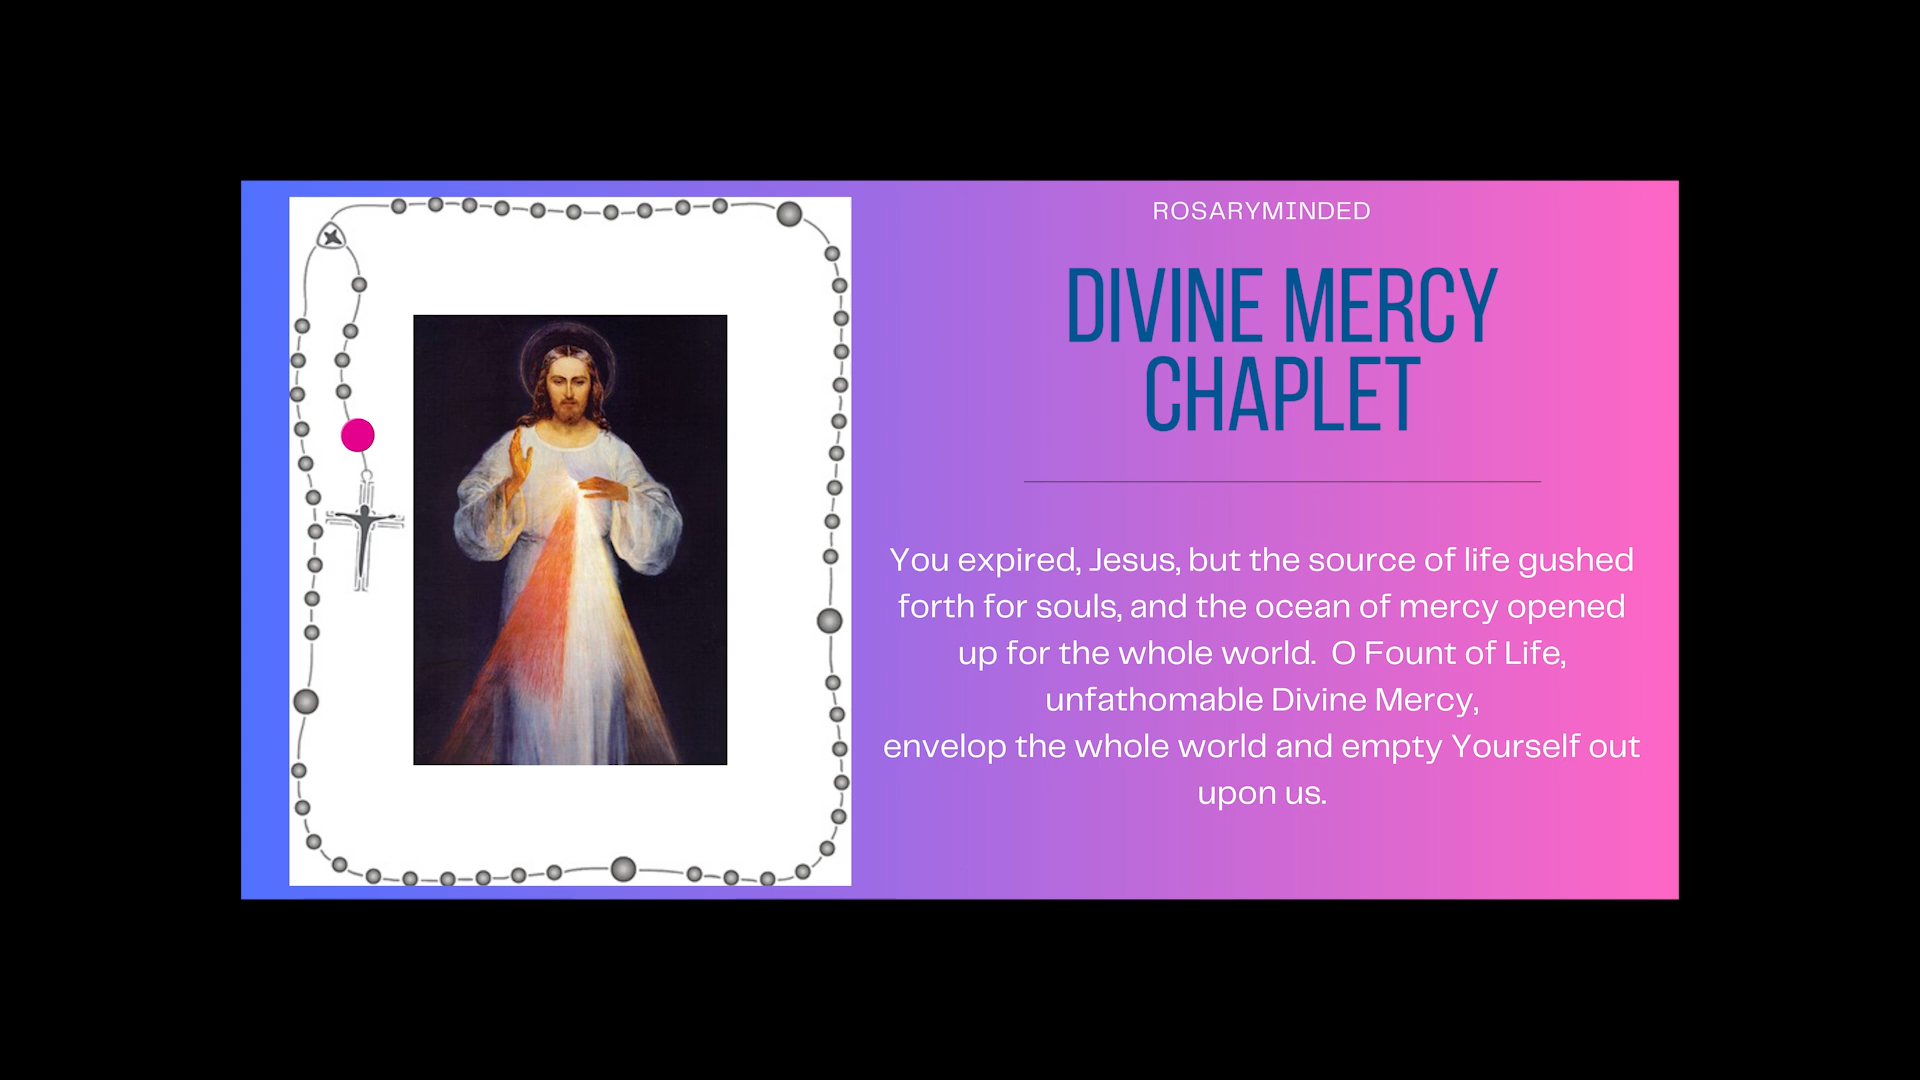 ROSARYMINDED
DIVINE MERCY
CHAPLET
You expired, Jesus, but the source of life gushed
forth for souls, and the ocean of mercy opened
up for the whole world.  O Fount of Life,
unfathomable Divine Mercy,
envelop the whole world and empty Yourself out
upon us.